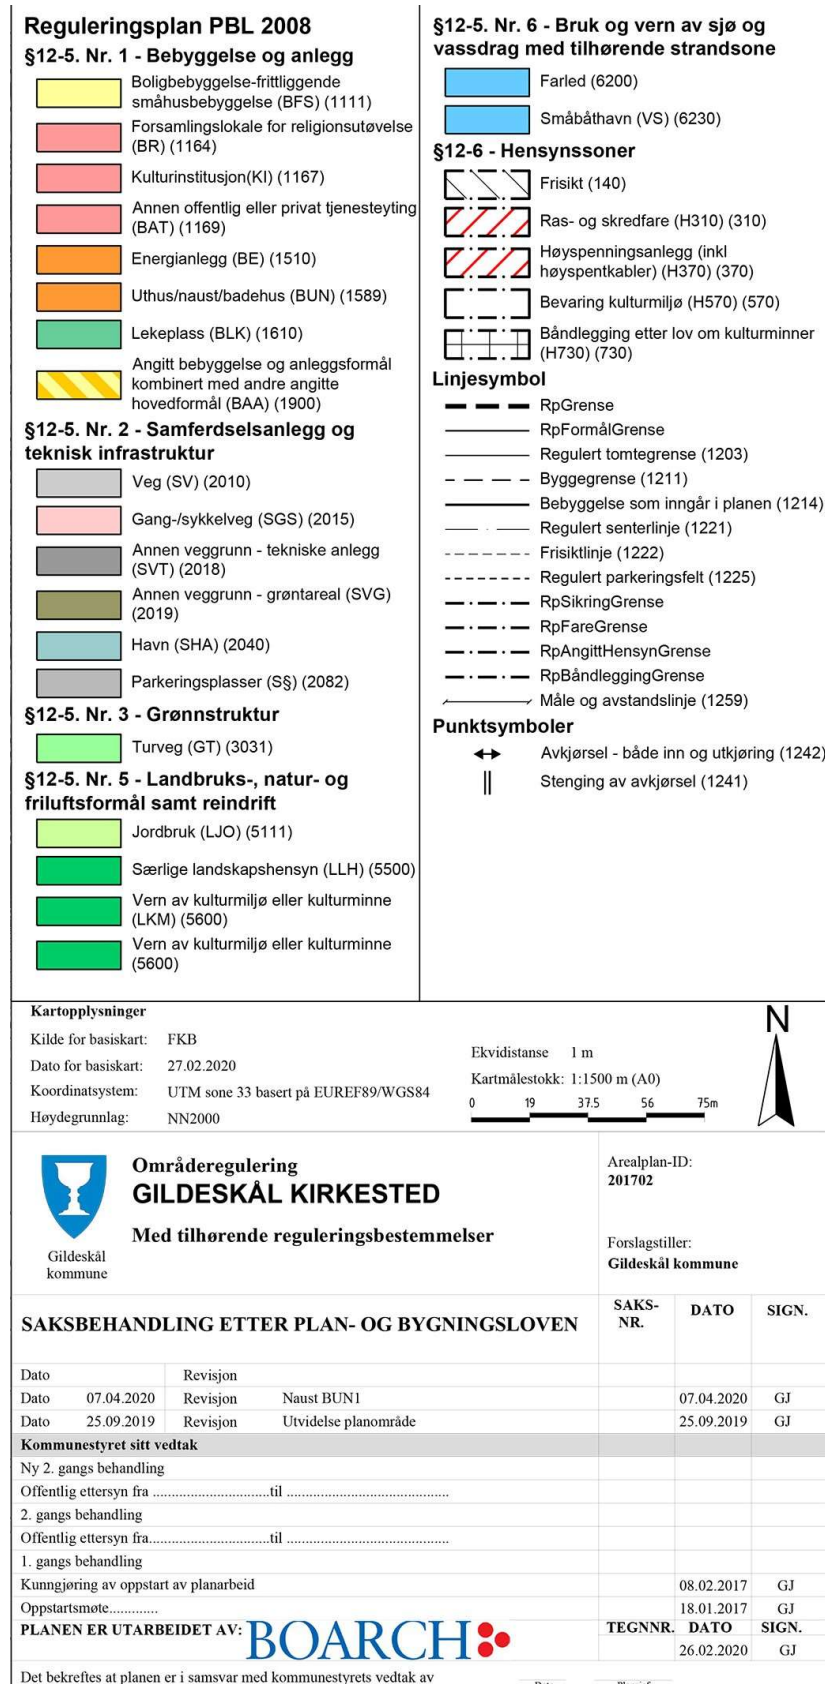 Reguleringsplan PBL 2008
§12-5. Nr. 1 - Bebyggelse og anlegg
Boligbebyggelse-frittliggende
småhusbebyggelse (BFS) (1111)
Forsamlingslokale for religionsutøvelse
(BR) (1164)
Kulturinstitusjon(KI) (1167)
Annen offentlig eller privat tjenesteyting
(BAT) (1169)
Energianlegg (BE) (1510)
Uthus/naust/badehus (BUN) (1589)
Lekeplass (BLK) (1610)
Angitt bebyggelse og anleggsformål
kombinert med andre angitte
hovedformål (BAA) (1900)
§12-5. Nr. 2 - Samferdselsanlegg og
teknisk infrastruktur
Veg (SV) (2010)
Gang-/sykkelveg (SGS) (2015)
Annen veggrunn - tekniske anlegg
(SVT) (2018)
Annen veggrunn - grøntareal (SVG)
(2019)
Havn (SHA) (2040)
Parkeringsplasser (S§) (2082)
§12-5. Nr. 3 - Grønnstruktur
Turveg (GT) (3031)
§12-5. Nr. 5 - Landbruks-, natur- og
friluftsformål samt reindrift
Jordbruk (LJO) (5111)
Særlige landskapshensyn (LLH) (5500)
Vern av kulturmiljø eller kulturminne
(LKM) (5600)
Vern av kulturmiljø eller kulturminne
(5600)
§12-5. Nr. 6 - Bruk og vern av sjø og
vassdrag med tilhørende strandsone
Farled (6200)
Småbåthavn (VS) (6230)
§12-6 - Hensynssoner
Frisikt (140)
Ras- og skredfare (H310) (310)
Høyspenningsanlegg (inkl
høyspentkabler) (H370) (370)
Bevaring kulturmiljø (H570) (570)
Båndlegging etter lov om kulturminner
(H730) (730)
Linjesymbol
RpGrense
RpFormålGrense
Regulert tomtegrense (1203)
Byggegrense (1211)
Bebyggelse som inngår i planen (1214)
Regulert senterlinje (1221)
Frisiktlinje (1222)
Regulert parkeringsfelt (1225)
RpSikringGrense
RpFareGrense
RpAngittHensynGrense
RpBåndleggingGrense
Måle og avstandslinje (1259)
Punktsymboler
Avkjørsel - både inn og utkjøring (1242)
Stenging av avkjørsel (1241)
Kartopplysninger
Kilde for basiskart: FKB
Dato for basiskart: 27.02.2020
Koordinatsystem: UTM sone 33 basert på EUREF89/WGS84
Høydegrunnlag: NN2000
Ekvidistanse 1 m
Kartmålestokk: 1:1500 m (A0)
0 19 37.5 56 75m
N
Gildeskål
kommune
Områderegulering
GILDESKÅL KIRKESTED
Med tilhørende reguleringsbestemmelser
Arealplan-ID:
201702
Forslagstiller:
Gildeskål kommune
SAKSBEHANDLING ETTER PLAN- OG BYGNINGSLOVEN
SAKS-
NR. DATO SIGN.
Dato Revisjon
Dato 07.04.2020 Revisjon Naust BUN1 07.04.2020 GJ
Dato 25.09.2019 Revisjon Utvidelse planområde 25.09.2019 GJ
Kommunestyret sitt vedtak
Ny 2. gangs behandling
Offentlig ettersyn fra ..............................til ..........................................
2. gangs behandling
Offentlig ettersyn fra...............................til ..........................................
1. gangs behandling
Kunngjøring av oppstart av planarbeid 08.02.2017 GJ
Oppstartsmøte............. 18.01.2017 GJ
PLANEN ER UTARBEIDET AV: BOARCH TEGNNR. DATO SIGN.
26.02.2020 GJ
Det bekreftes at planen er i samsvar med kommunestyrets vedtak av